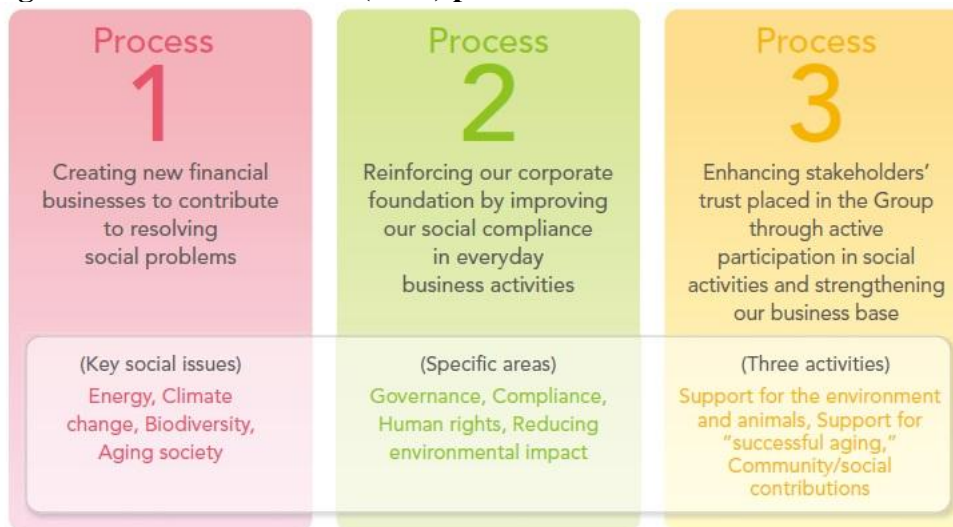 Process
1
Creating new financial
businesses to contribute
to resolving
social problems
(Key social issues)
Energy, Climate
change, Biodiversity,
Aging society
Process
2
Reinforcing our corporate
foundation by improving
our social compliance
in everyday
business activities
(Specific areas)
Governance, Compliance,
Human rights, Reducing
environmental impact
Process
3
Enhancing stakeholders’
trust placed in the Group
through active
participation in social
activities and strengthening
our business base
(Three activities)
Support for the environment
and animals, Support for
“successful aging,”
Community/social
contributions